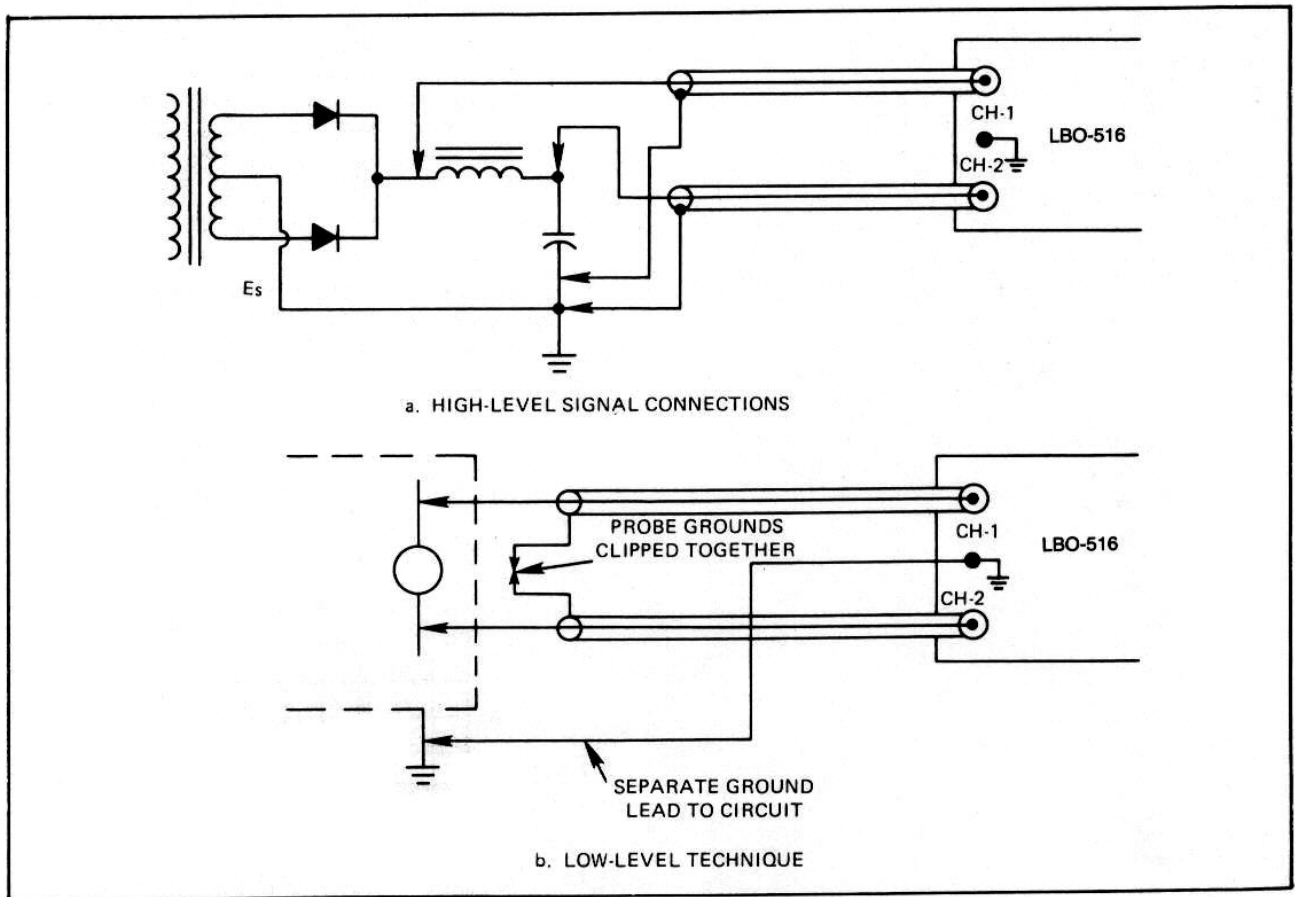 CH-1
LBO-516
CH-2
Es
a. HIGH-LEVEL SIGNAL CONNECTIONS
PROBE GROUNDS
CLIPPED TOGETHER
CH-1
LBO-516
CH-2
SEPARATE GROUND
LEAD TO CIRCUIT
b. LOW-LEVEL TECHNIQUE